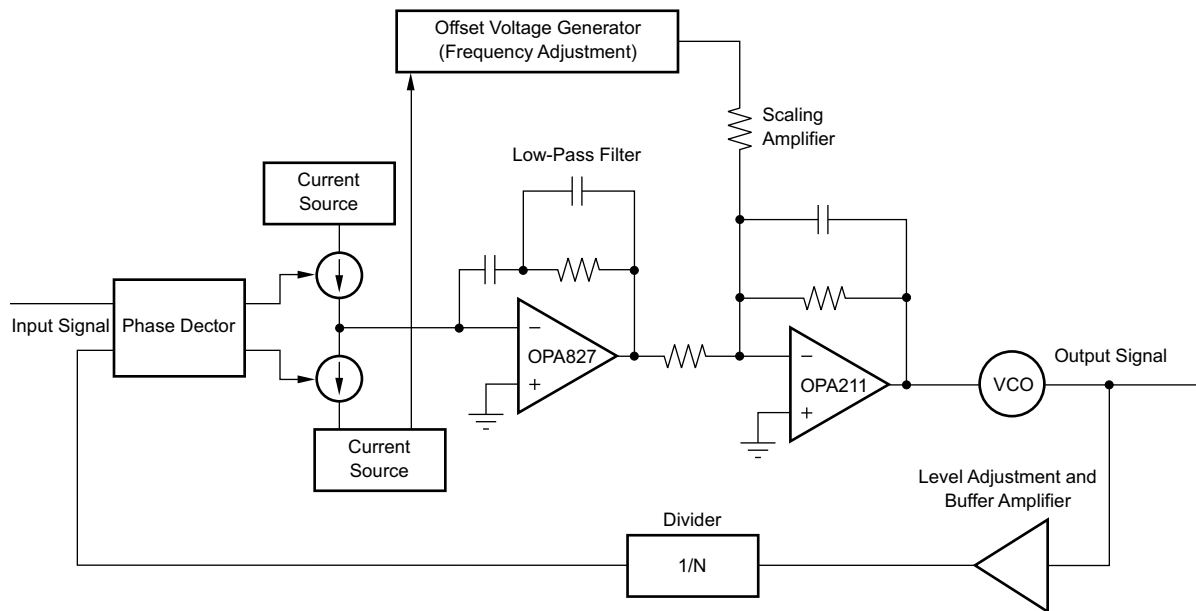 Offset Voltage Generator
(Frequency Adjustment)
Scaling
Amplifier
Low-Pass Filter
Current
Source
Input Signal
Phase Dector
−
OPA827
+
−
OPA211
+
VCO
Output Signal
Current
Source
Level Adjustment and
Buffer Amplifier
Divider
1/N